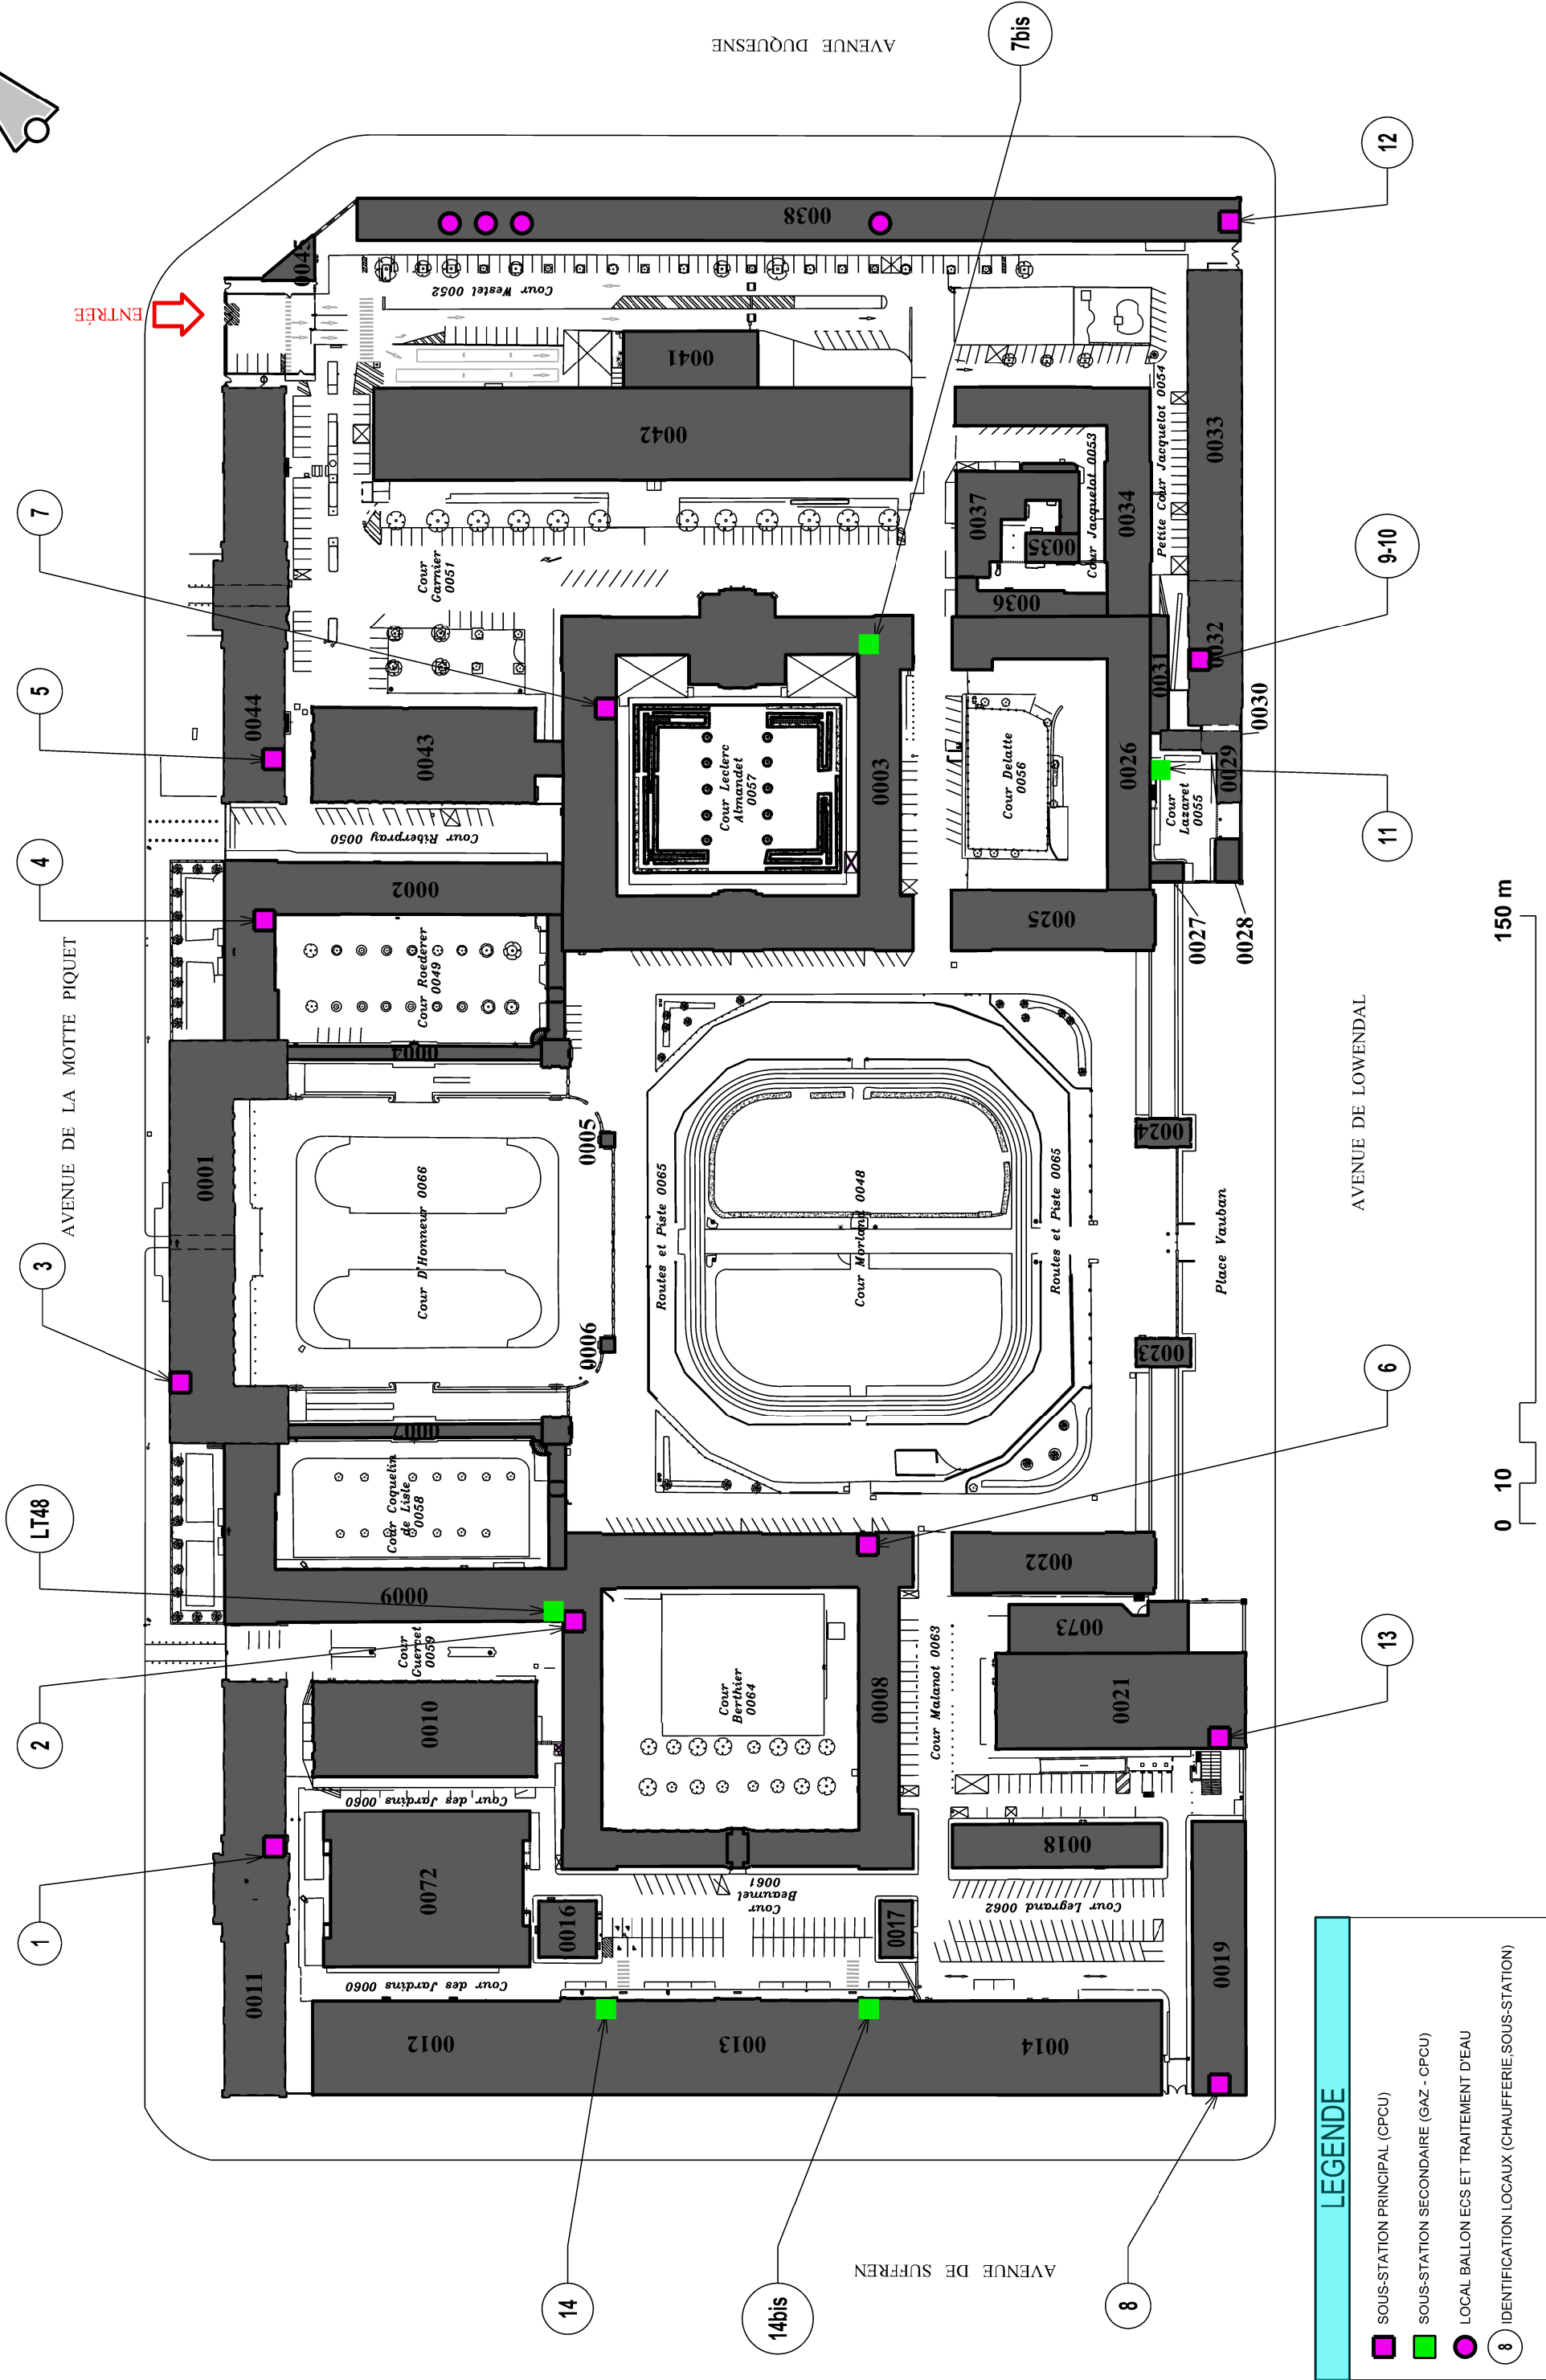 AVENUE DE LA MOTTE PIQUET
AVENUE DUQUESNE
AVENUE DE LOWENDAL
AVENUE DE SUFFREN
ENTRÉE
1
2
LT48
3
4
5
7
7bis
12
9-10
11
6
13
8
14bis
14
0011
0044
0045
0001
0002
0009
0010
0072
0043
0042
0041
0038
0003
0004
0005
0006
0007
0008
0012
0013
0014
0016
0017
0018
0019
0021
0073
0022
0023
0024
0025
0026
0027
0028
0029
0030
0031
0032
0033
0034
0035
0036
0037
Cour des Jardins 0060
Cour des Jardins 0060
Cour
Guercet
0059
Cour Coquelin
de Lisle
0058
Cour D'Honneur 0066
Cour Roederer
0049
Cour Riberpray 0050
Cour
Garnier
0051
Cour Westel 0052
Cour
Beaumel
0061
Cour
Berthier
0064
Routes et Piste 0065
Cour Morland 0048
Routes et Piste 0065
Cour Leclerc
Almandet
0057
Cour Legrand 0062
Cour Malanot 0063
Place Vauban
Cour Delatte
0056
Cour
Lazaret
0055
Cour Jacquelot 0053
Petite Cour Jacquelot 0054
0 10
150 m
LEGENDE
SOUS-STATION PRINCIPAL (CPCU)
SOUS-STATION SECONDAIRE (GAZ - CPCU)
LOCAL BALLON ECS ET TRAITEMENT D'EAU
8 IDENTIFICATION LOCAUX (CHAUFFERIE,SOUS-STATION)